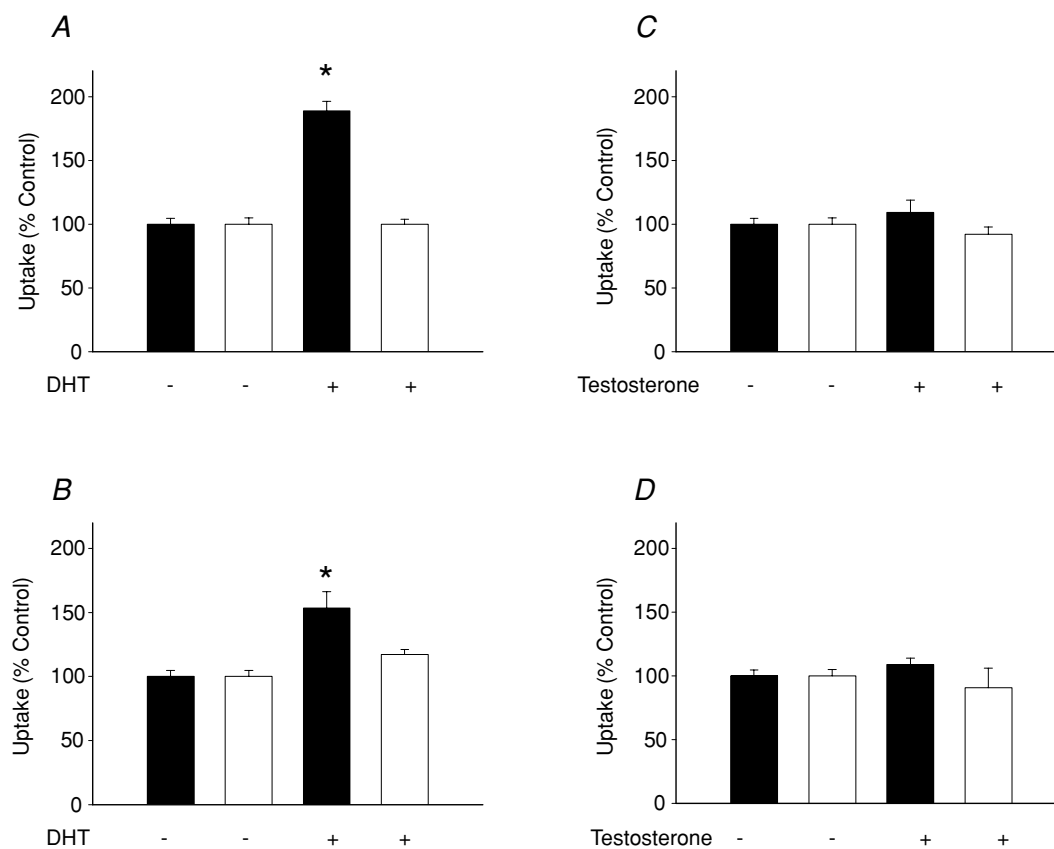 A
Uptake (% Control)
200
150
100
50
0
*
DHT - - + +
C
Uptake (% Control)
200
150
100
50
0
Testosterone - - + +
B
Uptake (% Control)
200
150
100
50
0
*
DHT - - + +
D
Uptake (% Control)
200
150
100
50
0
Testosterone - - + +